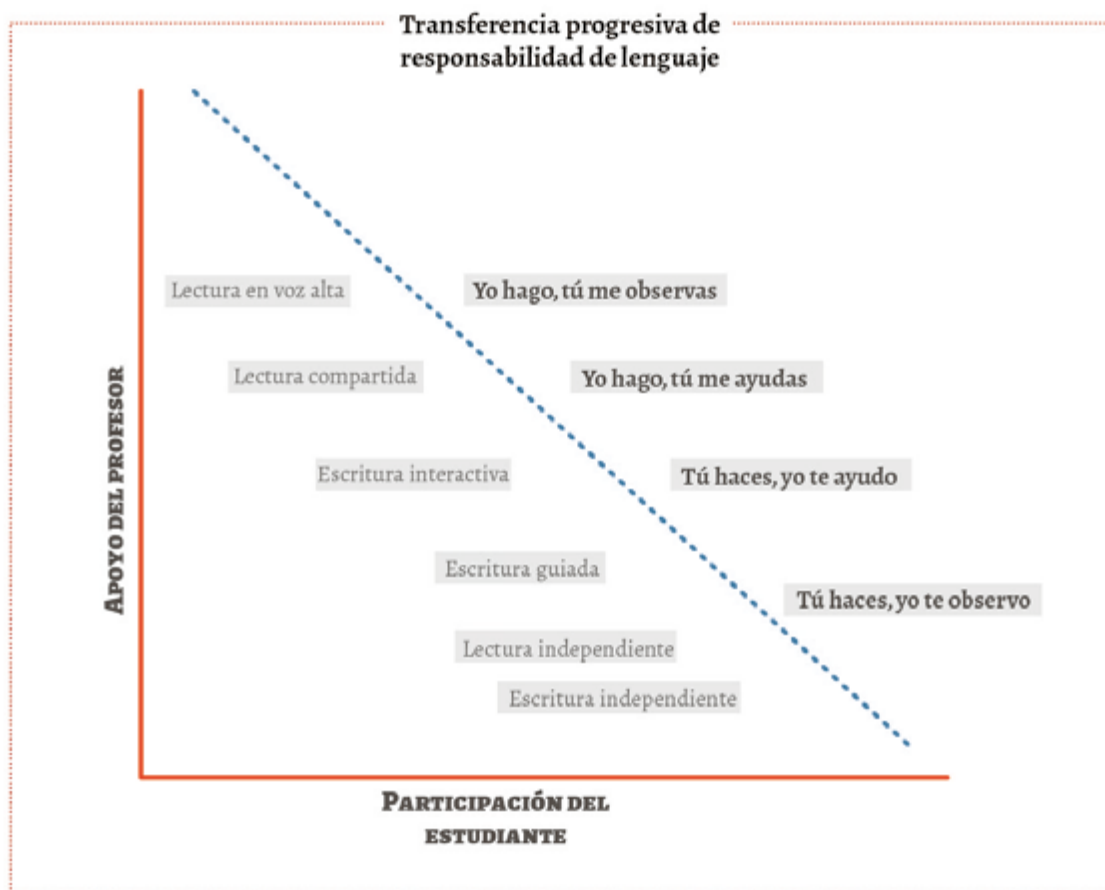 Transferencia progresiva de
responsabilidad de lenguaje
Lectura en voz alta
Yo hago, tú me observas
Lectura compartida
Yo hago, tú me ayudas
Escritura interactiva
Tú haces, yo te ayudo
Escritura guiada
Tú haces, yo te observo
Lectura independiente
Escritura independiente
APOYO DEL PROFESOR
PARTICIPACIÓN DEL
ESTUDIANTE